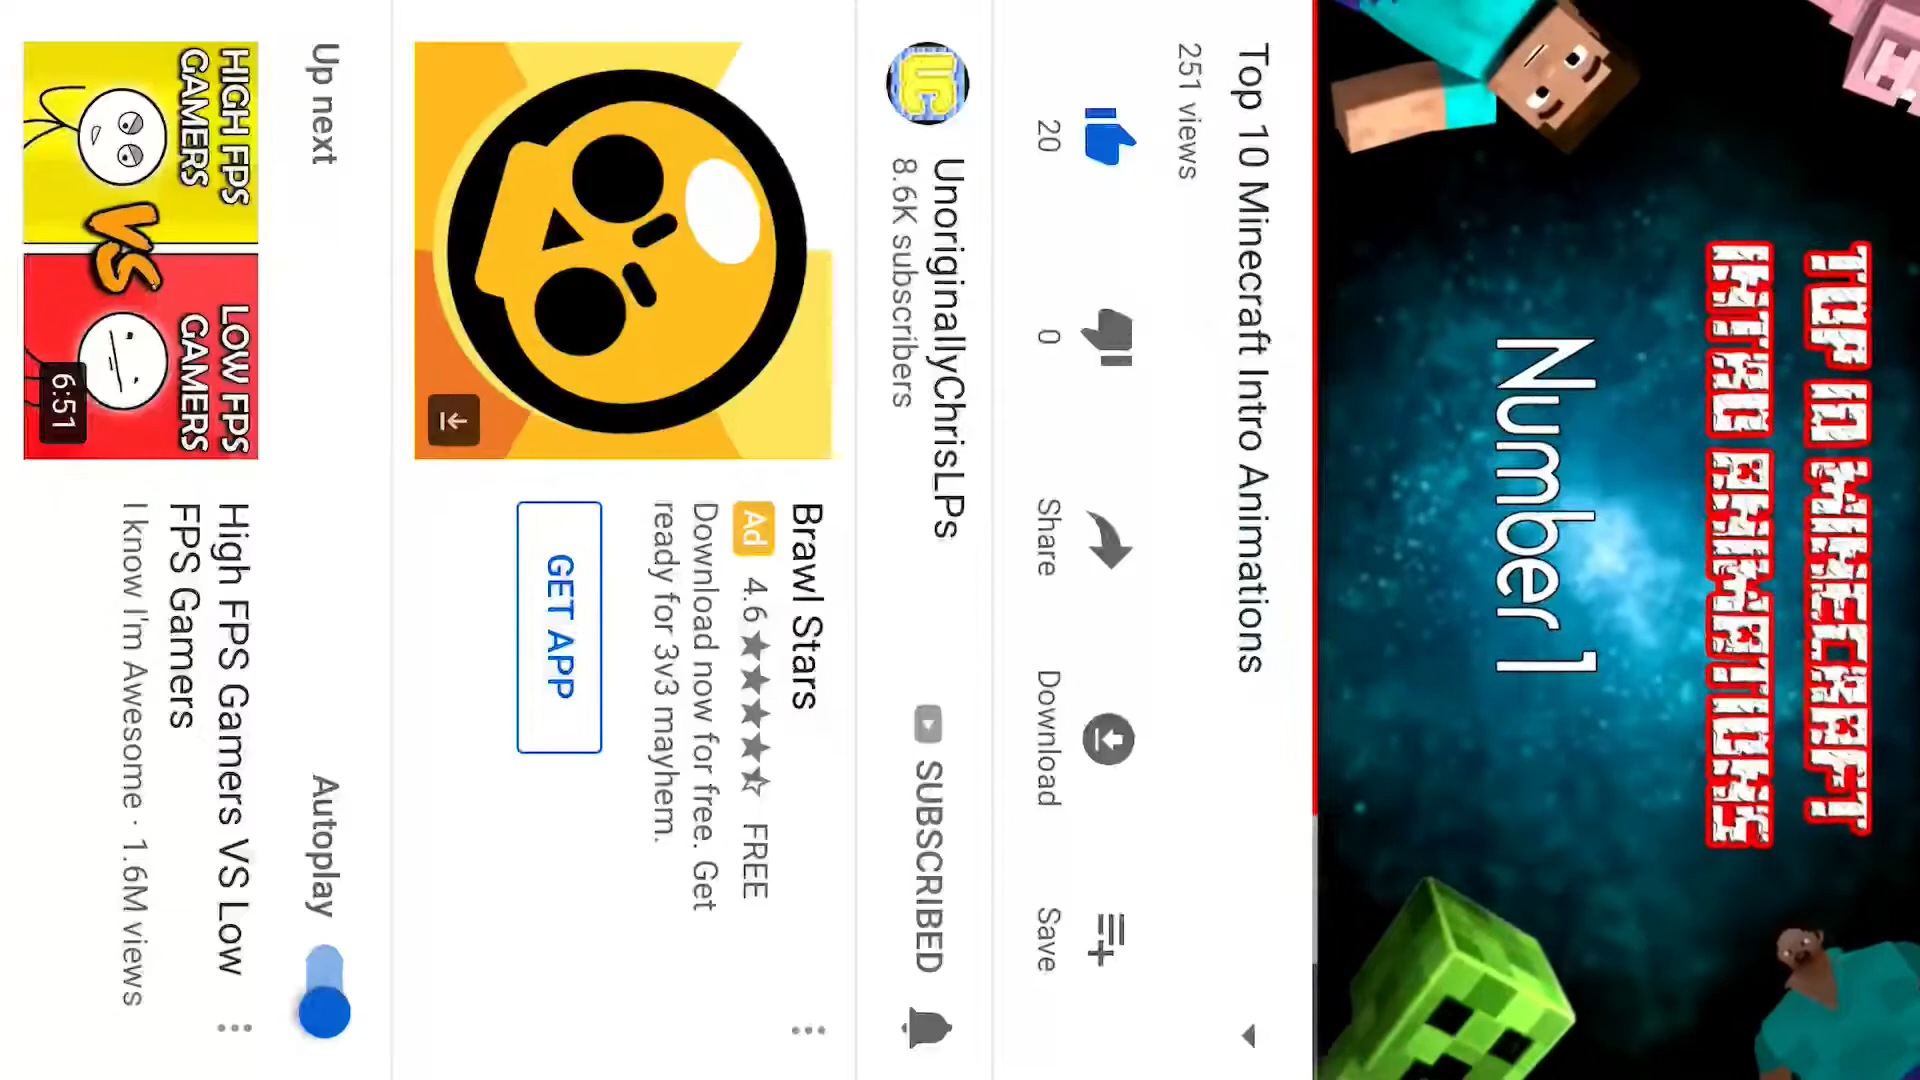 TOP 10 MINECRAFT
INTRO ANIMATIONS
Number 1
Top 10 Minecraft Intro Animations
251 views
20
0
Share
Download
Save
UC
UnoriginallyChrisLPs
8.6K subscribers
SUBSCRIBED
Brawl Stars
Ad 4.6 FREE
Download now for free. Get
ready for 3v3 mayhem.
GET APP
Up next
Autoplay
HIGH FPS
GAMERS
VS
LOW FPS
GAMERS
6:51
High FPS Gamers VS Low
FPS Gamers
I know I'm Awesome · 1.6M views